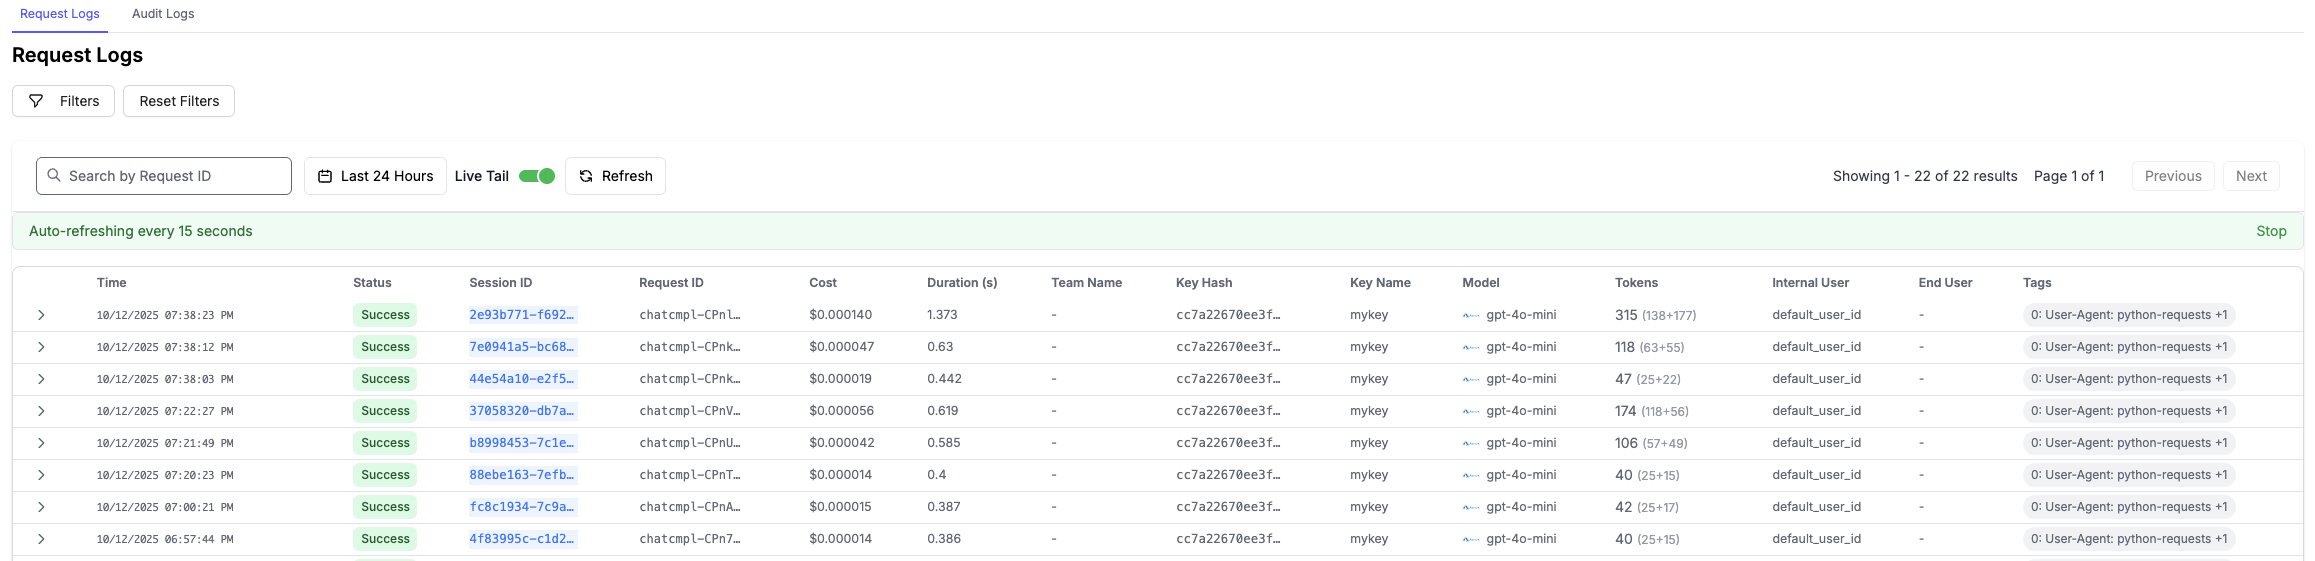 Request Logs Audit Logs
Request Logs
Filters Reset Filters
Search by Request ID Last 24 Hours Live Tail Refresh Showing 1 - 22 of 22 results Page 1 of 1 Previous Next
Auto-refreshing every 15 seconds Stop
Time Status Session ID Request ID Cost Duration (s) Team Name Key Hash Key Name Model Tokens Internal User End User Tags
10/12/2025 07:38:23 PM Success 2e93b771-f692… chatcmpl-CPnl… $0.000140 1.373 - cc7a22670ee3f… mykey gpt-4o-mini 315 (138+177) default_user_id - 0: User-Agent: python-requests +1
10/12/2025 07:38:12 PM Success 7e0941a5-bc68… chatcmpl-CPnk… $0.000047 0.63 - cc7a22670ee3f… mykey gpt-4o-mini 118 (63+55) default_user_id - 0: User-Agent: python-requests +1
10/12/2025 07:38:03 PM Success 44e54a10-e2f5… chatcmpl-CPnk… $0.000019 0.442 - cc7a22670ee3f… mykey gpt-4o-mini 47 (25+22) default_user_id - 0: User-Agent: python-requests +1
10/12/2025 07:22:27 PM Success 37058320-db7a… chatcmpl-CPnV… $0.000056 0.619 - cc7a22670ee3f… mykey gpt-4o-mini 174 (118+56) default_user_id - 0: User-Agent: python-requests +1
10/12/2025 07:21:49 PM Success b8998453-7c1e… chatcmpl-CPnU… $0.000042 0.585 - cc7a22670ee3f… mykey gpt-4o-mini 106 (57+49) default_user_id - 0: User-Agent: python-requests +1
10/12/2025 07:20:23 PM Success 88ebe163-7efb… chatcmpl-CPnT… $0.000014 0.4 - cc7a22670ee3f… mykey gpt-4o-mini 40 (25+15) default_user_id - 0: User-Agent: python-requests +1
10/12/2025 07:00:21 PM Success fc8c1934-7c9a… chatcmpl-CPnA… $0.000015 0.387 - cc7a22670ee3f… mykey gpt-4o-mini 42 (25+17) default_user_id - 0: User-Agent: python-requests +1
10/12/2025 06:57:44 PM Success 4f83995c-c1d2… chatcmpl-CPn7… $0.000014 0.386 - cc7a22670ee3f… mykey gpt-4o-mini 40 (25+15) default_user_id - 0: User-Agent: python-requests +1